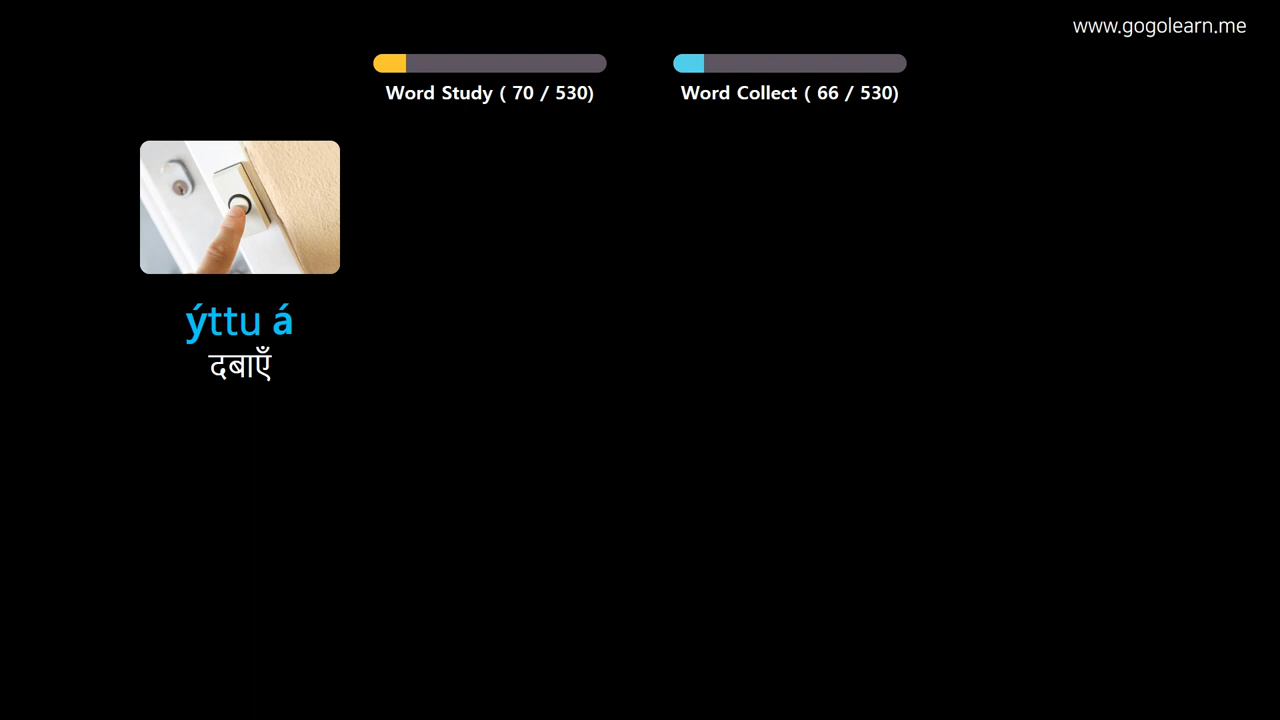 www.gogolearn.me
Word Study ( 70 / 530)
Word Collect ( 66 / 530)
ýttu á
दबाएँ